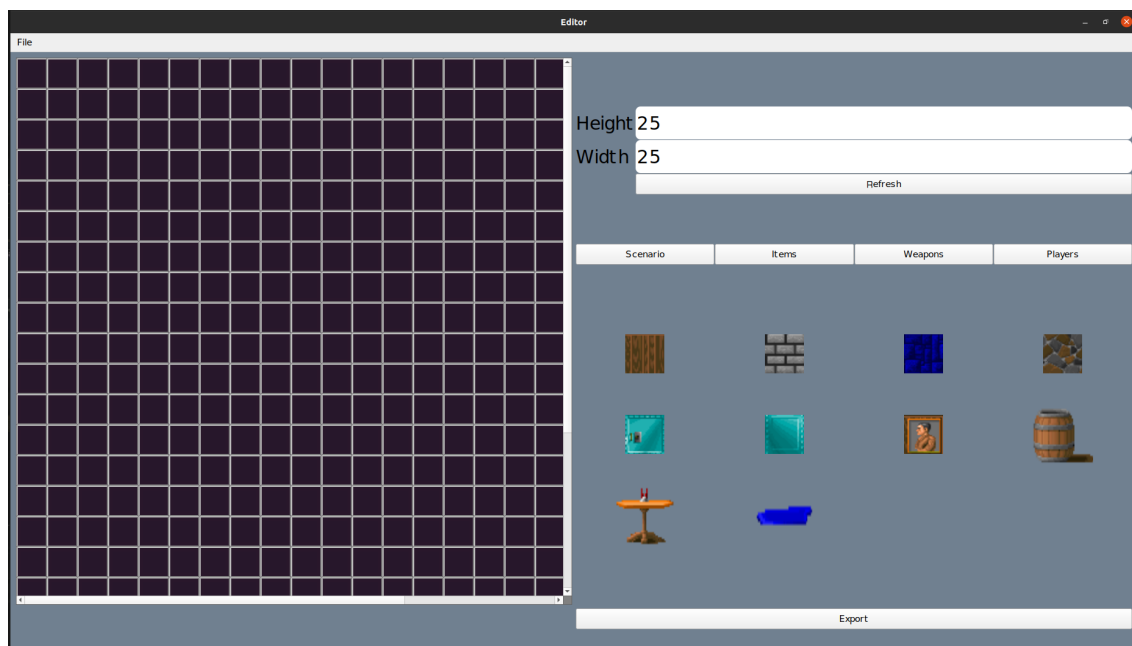 Editor
File
Height 25
Width 25
Refresh
Scenario Items Weapons Players
Export